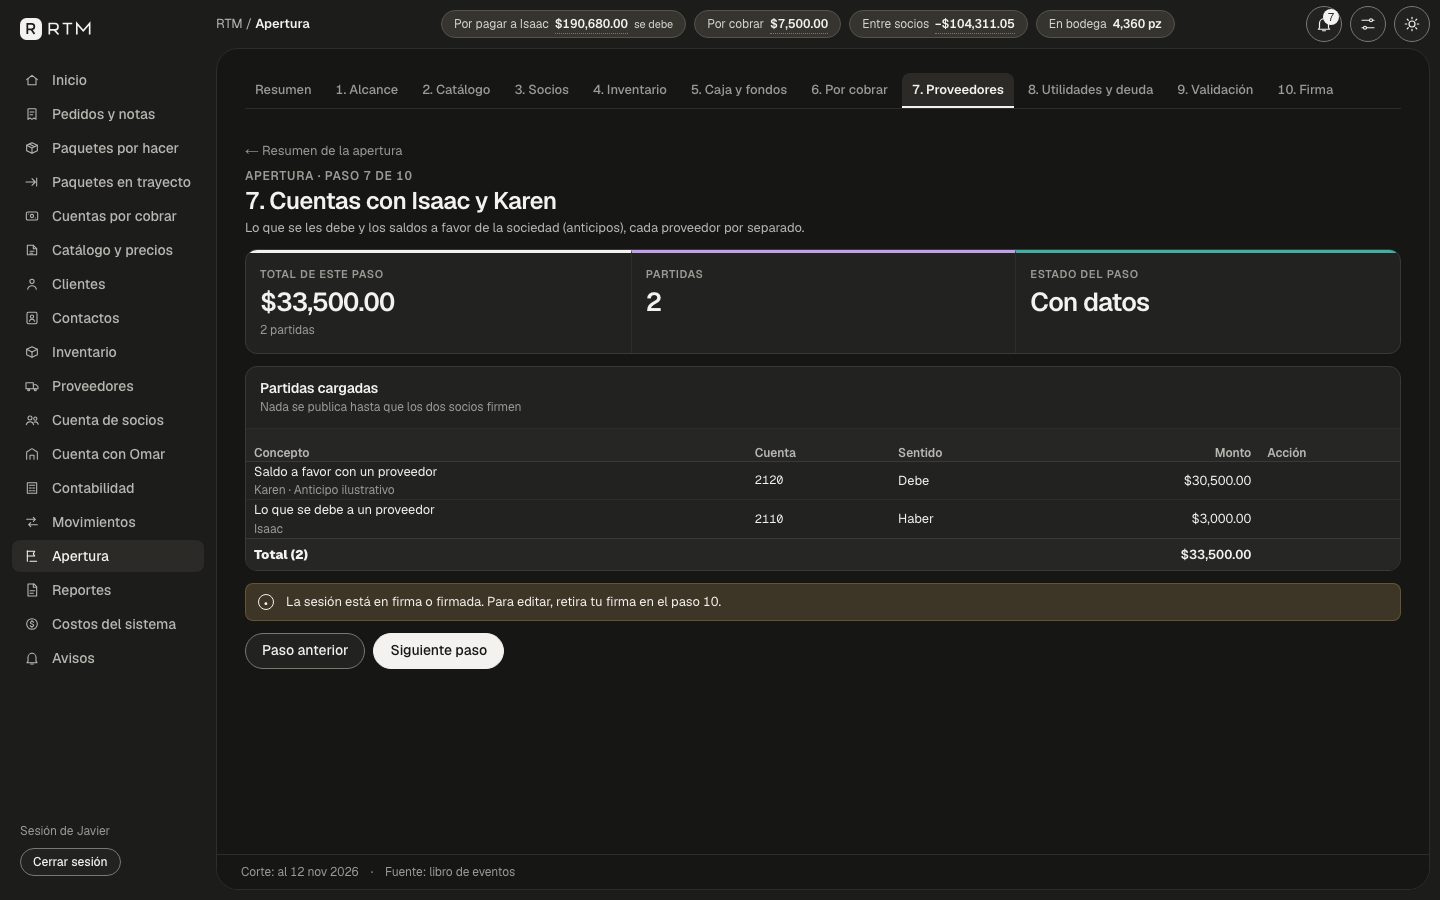 R RTM
RTM / Apertura
Por pagar a Isaac $190,680.00 se debe
Por cobrar $7,500.00
Entre socios −$104,311.05
En bodega 4,360 pz
7
Inicio
Pedidos y notas
Paquetes por hacer
Paquetes en trayecto
Cuentas por cobrar
Catálogo y precios
Clientes
Contactos
Inventario
Proveedores
Cuenta de socios
Cuenta con Omar
Contabilidad
Movimientos
Apertura
Reportes
Costos del sistema
Avisos
Sesión de Javier
Cerrar sesión
Resumen
1. Alcance
2. Catálogo
3. Socios
4. Inventario
5. Caja y fondos
6. Por cobrar
7. Proveedores
8. Utilidades y deuda
9. Validación
10. Firma
← Resumen de la apertura
APERTURA · PASO 7 DE 10
7. Cuentas con Isaac y Karen
Lo que se les debe y los saldos a favor de la sociedad (anticipos), cada proveedor por separado.
TOTAL DE ESTE PASO
$33,500.00
2 partidas
PARTIDAS
2
ESTADO DEL PASO
Con datos
Partidas cargadas
Nada se publica hasta que los dos socios firmen
Concepto Cuenta Sentido Monto Acción
Saldo a favor con un proveedor 2120 Debe $30,500.00
Karen · Anticipo ilustrativo
Lo que se debe a un proveedor 2110 Haber $3,000.00
Isaac
Total (2) $33,500.00
La sesión está en firma o firmada. Para editar, retira tu firma en el paso 10.
Paso anterior
Siguiente paso
Corte: al 12 nov 2026 · Fuente: libro de eventos